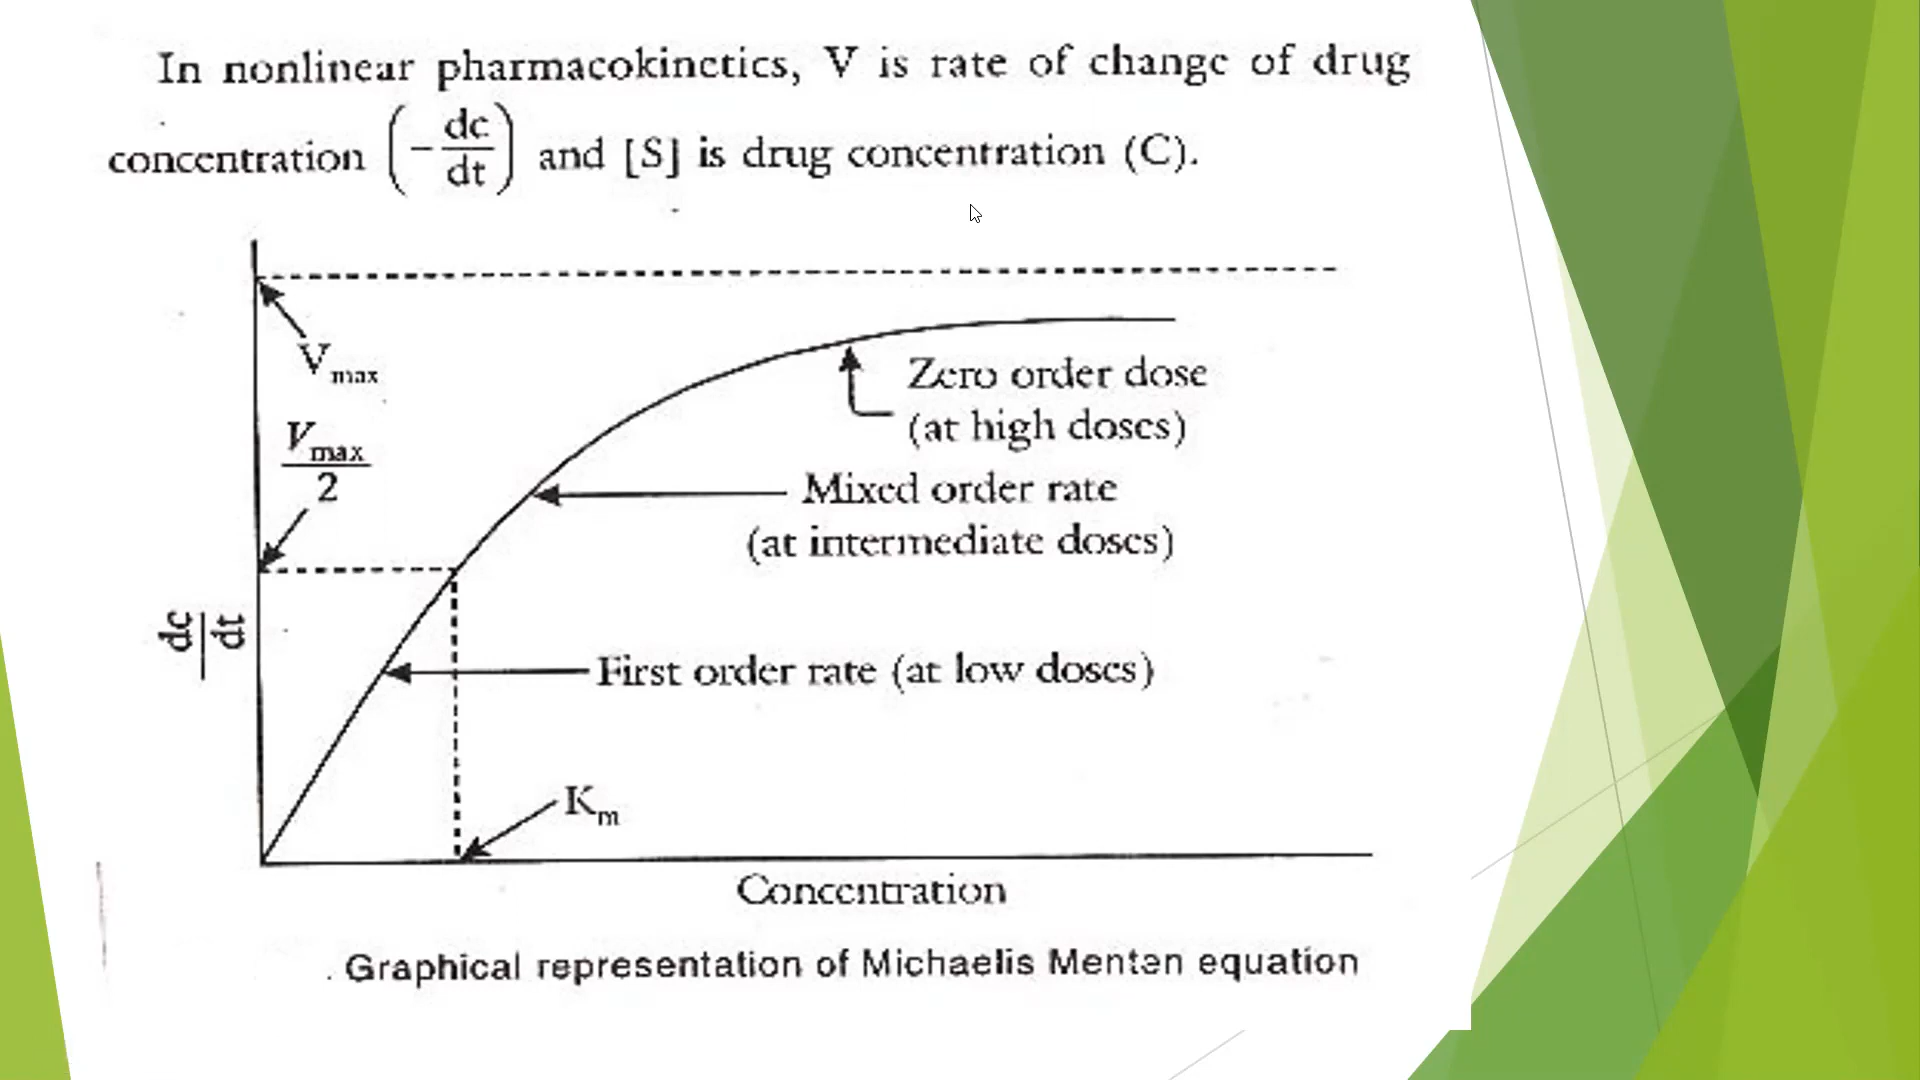 In nonlinear pharmacokinetics, V is rate of change of drug
concentration (−dc/dt) and [S] is drug concentration (C).
Vmax
Zero order dose
(at high doses)
Vmax/2
Mixed order rate
(at intermediate doses)
dc/dt
First order rate (at low doses)
Km
Concentration
Graphical representation of Michaelis Menten equation